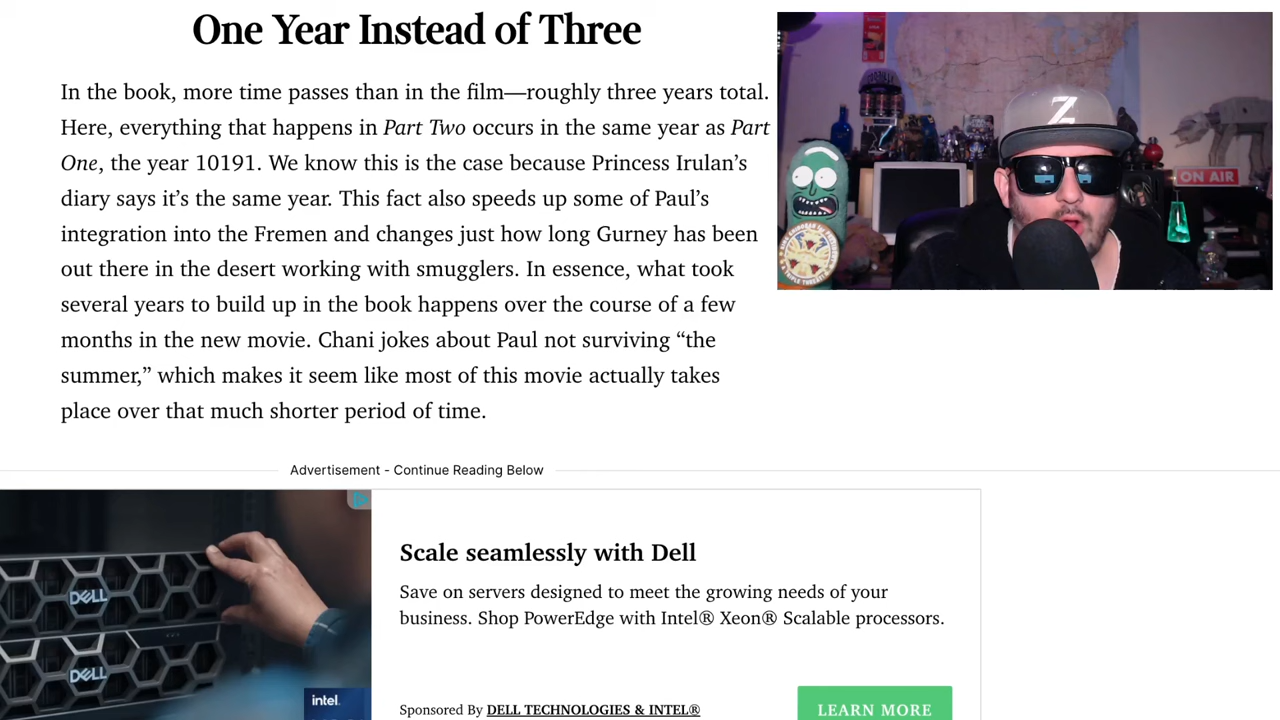 One Year Instead of Three
In the book, more time passes than in the film—roughly three years total.
Here, everything that happens in Part Two occurs in the same year as Part
One, the year 10191. We know this is the case because Princess Irulan’s
diary says it’s the same year. This fact also speeds up some of Paul’s
integration into the Fremen and changes just how long Gurney has been
out there in the desert working with smugglers. In essence, what took
several years to build up in the book happens over the course of a few
months in the new movie. Chani jokes about Paul not surviving “the
summer,” which makes it seem like most of this movie actually takes
place over that much shorter period of time.
Z
ON AIR
Advertisement - Continue Reading Below
DELL
DELL
intel.
Scale seamlessly with Dell
Save on servers designed to meet the growing needs of your
business. Shop PowerEdge with Intel® Xeon® Scalable processors.
Sponsored By DELL TECHNOLOGIES & INTEL®
LEARN MORE